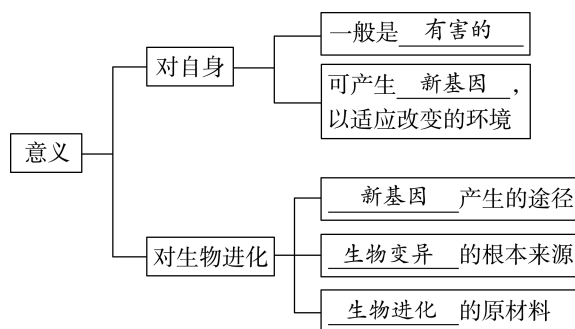 意义
对自身
一般是 有害的
可产生 新基因 ，
以适应改变的环境
对生物进化
新基因 产生的途径
生物变异 的根本来源
生物进化 的原材料